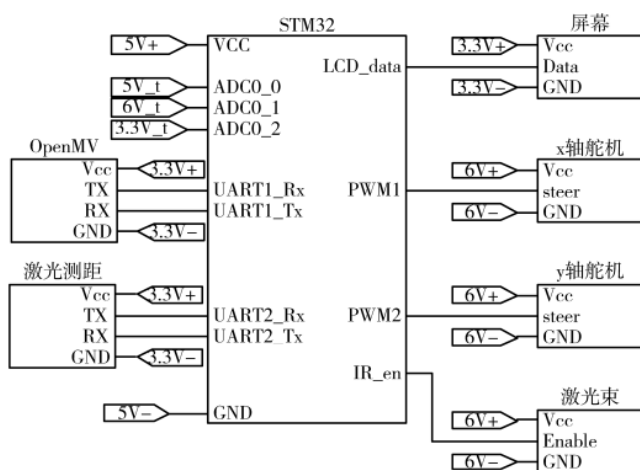 STM32
5V+
VCC
LCD_data
5V_t
ADC0_0
6V_t
ADC0_1
3.3V_t
ADC0_2
屏幕
3.3V+
Vcc
Data
3.3V-
GND
OpenMV
Vcc
3.3V+
TX
UART1_Rx
RX
UART1_Tx
GND
3.3V-
x轴舵机
6V+
Vcc
PWM1
steer
6V-
GND
激光测距
Vcc
3.3V+
TX
UART2_Rx
RX
UART2_Tx
GND
3.3V-
y轴舵机
6V+
Vcc
PWM2
steer
6V-
GND
IR_en
5V-
GND
激光束
6V+
Vcc
Enable
6V-
GND